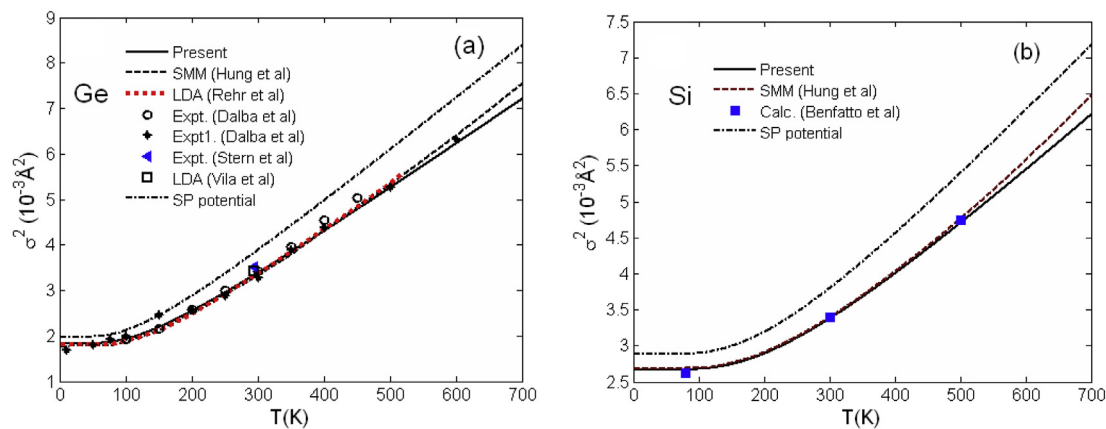 (a)
Ge
Present
SMM (Hung et al)
LDA (Rehr et al)
Expt. (Dalba et al)
Expt1. (Dalba et al)
Expt. (Stern et al)
LDA (Vila et al)
SP potential
σ² (10⁻³Å²)
9
8
7
6
5
4
3
2
1
0 100 200 300 400 500 600 700
T(K)
(b)
Si
Present
SMM (Hung et al)
Calc. (Benfatto et al)
SP potential
σ² (10⁻³Å²)
7.5
7
6.5
6
5.5
5
4.5
4
3.5
3
2.5
0 100 200 300 400 500 600 700
T(K)